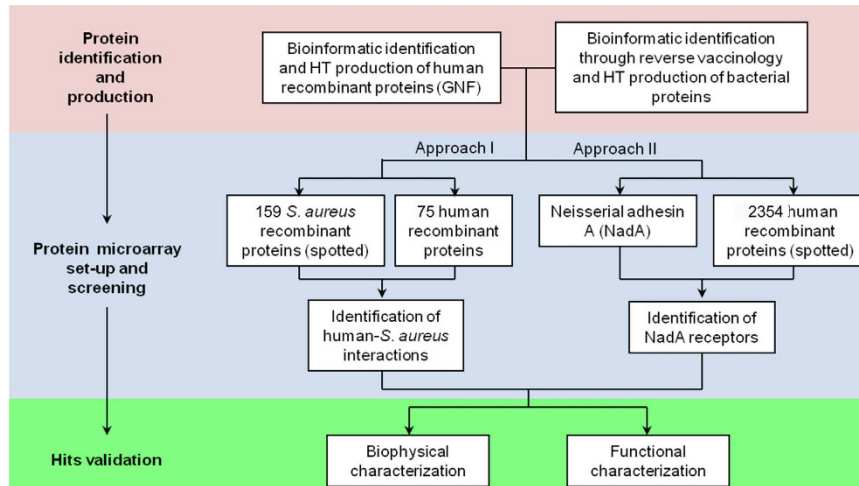 Protein
identification
and
production
Bioinformatic identification
and HT production of human
recombinant proteins (GNF)
Bioinformatic identification
through reverse vaccinology
and HT production of bacterial
proteins
Approach I
Approach II
Protein microarray
set-up and
screening
159 S. aureus
recombinant
proteins (spotted)
75 human
recombinant
proteins
Neisserial adhesin
A (NadA)
2354 human
recombinant
proteins (spotted)
Identification of
human-S. aureus
interactions
Identification of
NadA receptors
Hits validation
Biophysical
characterization
Functional
characterization